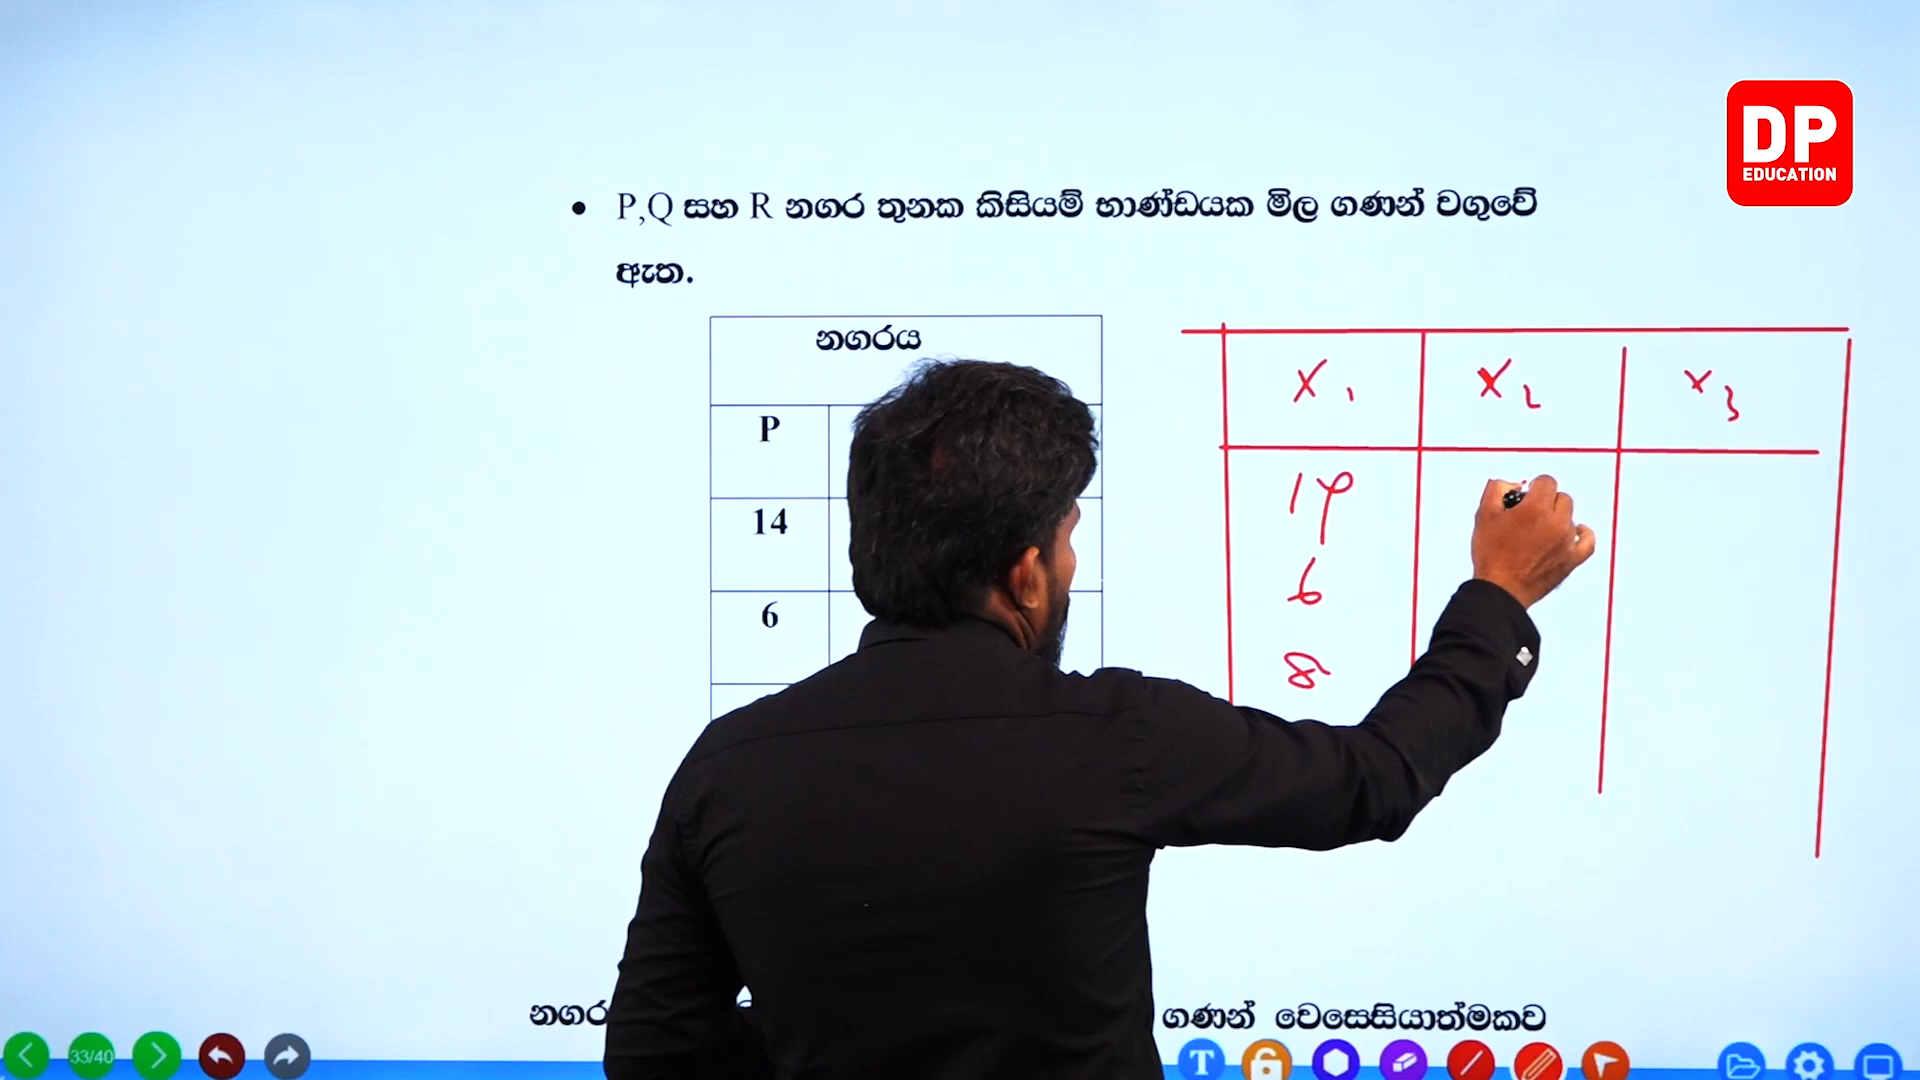 DP
EDUCATION
• P,Q සහ R නගර තුනක කිසියම් භාණ්ඩයක මිල ගණන් වගුවේ
ඇත.
නගරය
P
14
6
X₁ X₂ x₃
14
6
8
නගර
ගණන් වෙසෙසියාත්මකව
33/40
T